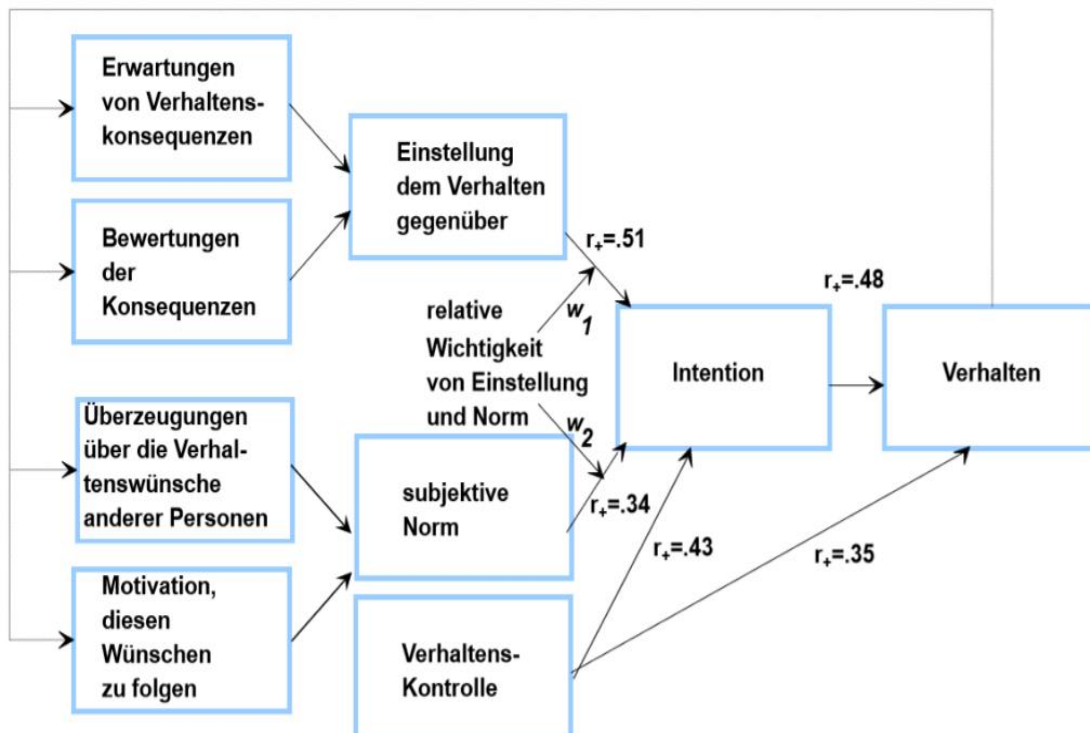 Erwartungen
von Verhaltens-
konsequenzen
Bewertungen
der
Konsequenzen
Überzeugungen
über die Verhal-
tenswünsche
anderer Personen
Motivation,
diesen
Wünschen
zu folgen
Einstellung
dem Verhalten
gegenüber
relative
Wichtigkeit
von Einstellung
und Norm
w1
w2
subjektive
Norm
Verhaltens-
Kontrolle
r+=.51
r+=.34
r+=.43
Intention
r+=.48
r+=.35
Verhalten